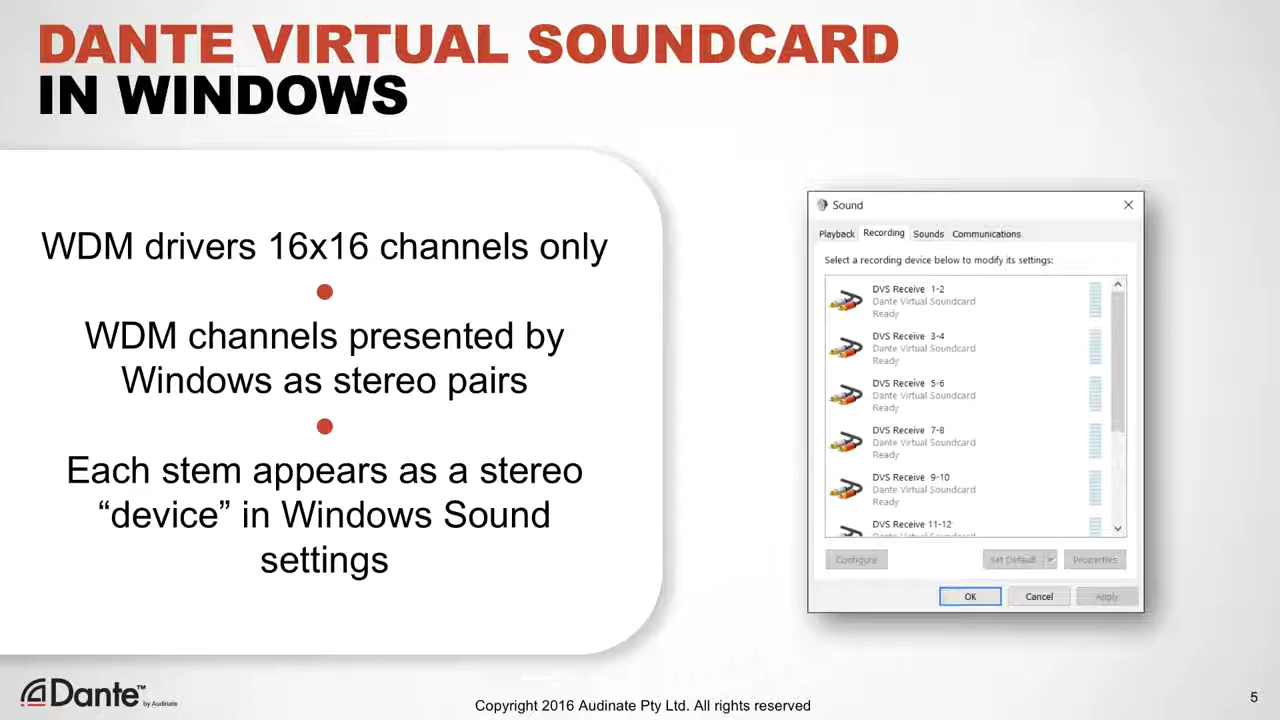 DANTE VIRTUAL SOUNDCARD
IN WINDOWS
WDM drivers 16x16 channels only
WDM channels presented by
Windows as stereo pairs
Each stem appears as a stereo
“device” in Windows Sound
settings
Sound
Playback Recording Sounds Communications
Select a recording device below to modify its settings:
DVS Receive 1-2
Dante Virtual Soundcard
Ready
DVS Receive 3-4
Dante Virtual Soundcard
Ready
DVS Receive 5-6
Dante Virtual Soundcard
Ready
DVS Receive 7-8
Dante Virtual Soundcard
Ready
DVS Receive 9-10
Dante Virtual Soundcard
Ready
DVS Receive 11-12
Dante Virtual Soundcard
Configure Set Default Properties
OK Cancel Apply
Dante™ by Audinate
Copyright 2016 Audinate Pty Ltd. All rights reserved
5